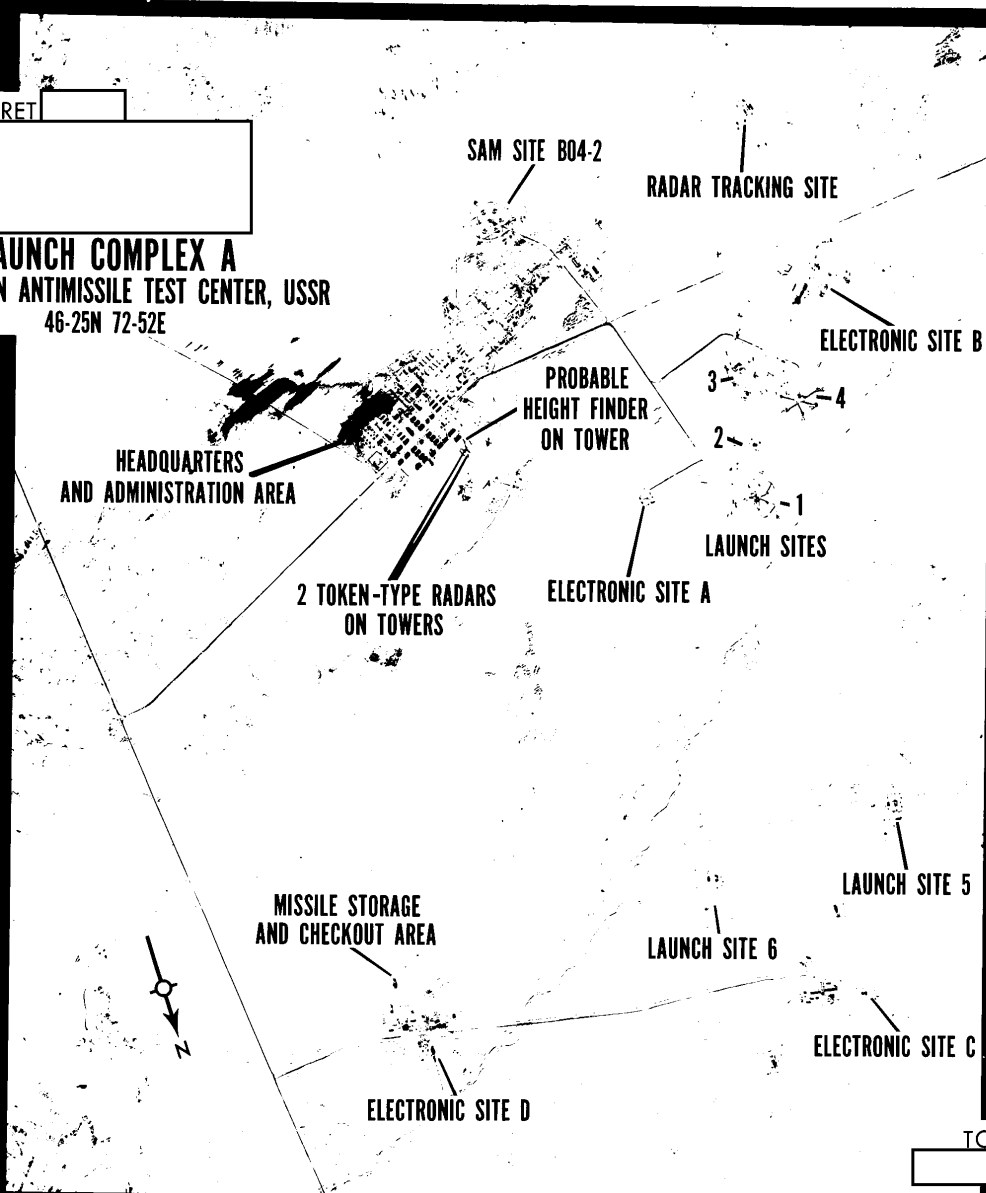 RET
SAM SITE B04-2
RADAR TRACKING SITE
AUNCH COMPLEX A
N ANTIMISSILE TEST CENTER, USSR
46-25N 72-52E
ELECTRONIC SITE B
PROBABLE
HEIGHT FINDER
ON TOWER
3
4
2
1
LAUNCH SITES
HEADQUARTERS
AND ADMINISTRATION AREA
2 TOKEN-TYPE RADARS
ON TOWERS
ELECTRONIC SITE A
LAUNCH SITE 5
MISSILE STORAGE
AND CHECKOUT AREA
LAUNCH SITE 6
N
ELECTRONIC SITE C
ELECTRONIC SITE D
TO